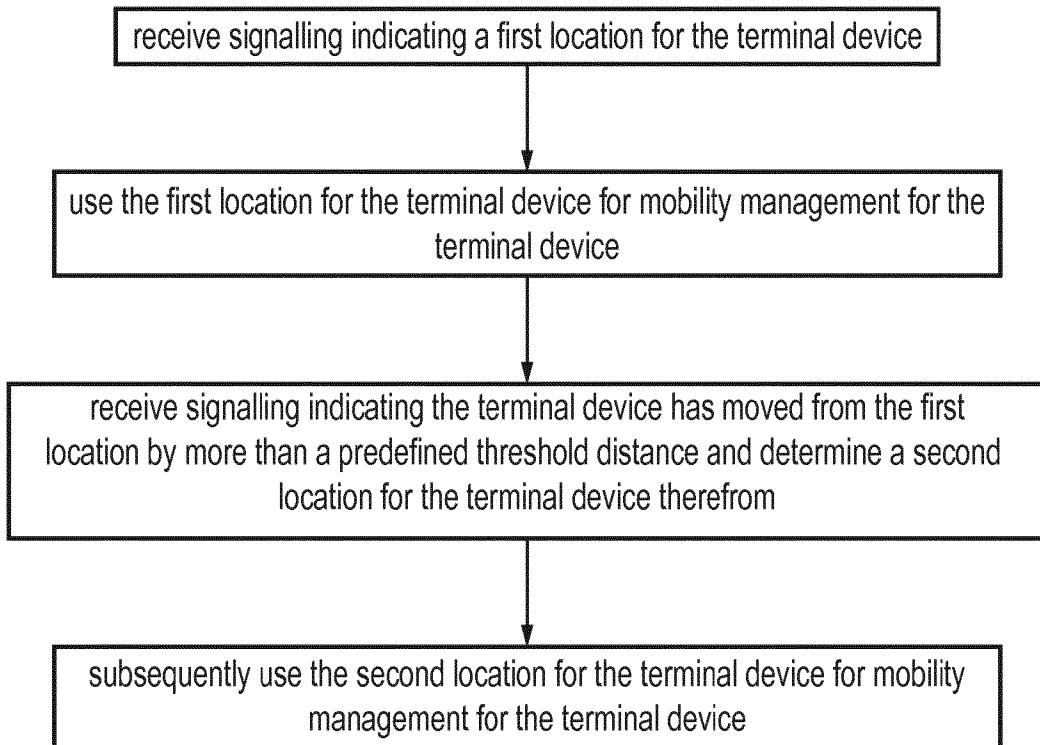 receive signalling indicating a first location for the terminal device
use the first location for the terminal device for mobility management for the
terminal device
receive signalling indicating the terminal device has moved from the first
location by more than a predefined threshold distance and determine a second
location for the terminal device therefrom
subsequently use the second location for the terminal device for mobility
management for the terminal device